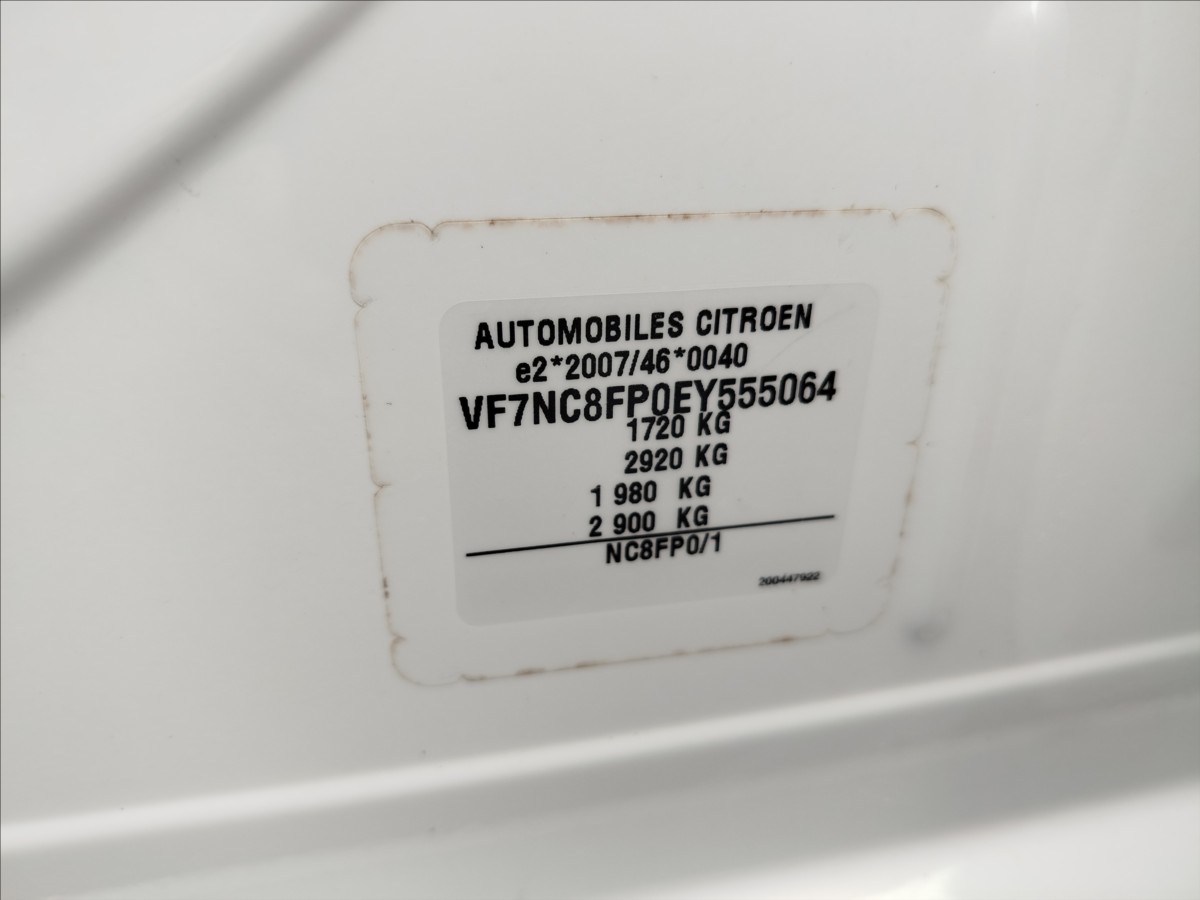 AUTOMOBILES CITROEN
e2*2007/46*0040
VF7NC8FP0EY555064
1720 KG
2920 KG
1 980 KG
2 900 KG
NC8FP0/1
200447922